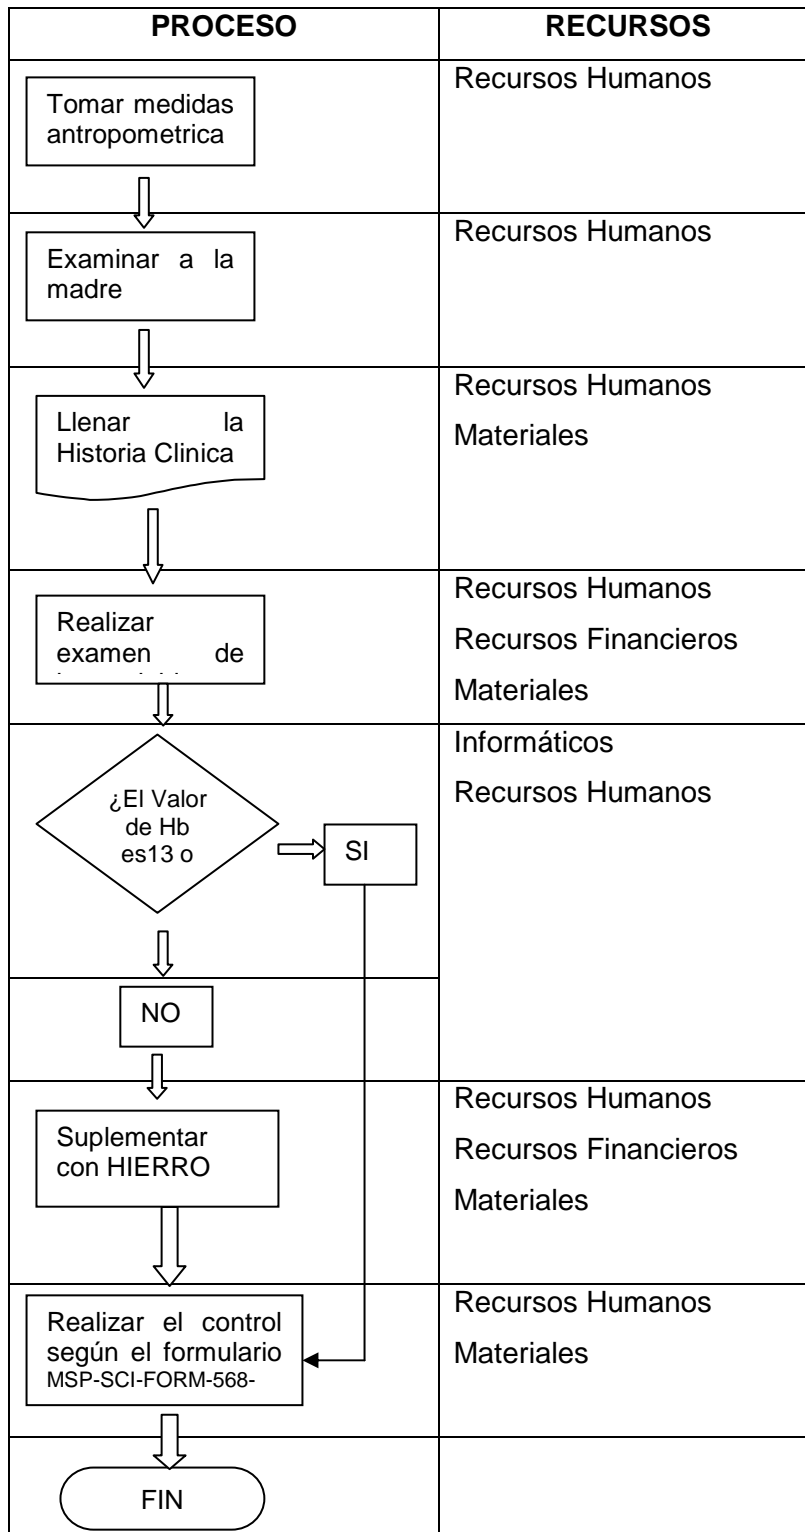 PROCESO
RECURSOS
Tomar medidas
antropometrica
Recursos Humanos
Examinar a la
madre
Recursos Humanos
Llenar la
Historia Clinica
Recursos Humanos
Materiales
Realizar
examen de
Recursos Humanos
Recursos Financieros
Materiales
¿El Valor
de Hb
es13 o
SI
Informáticos
Recursos Humanos
NO
Suplementar
con HIERRO
Recursos Humanos
Recursos Financieros
Materiales
Realizar el control
según el formulario
MSP-SCI-FORM-568-
Recursos Humanos
Materiales
FIN